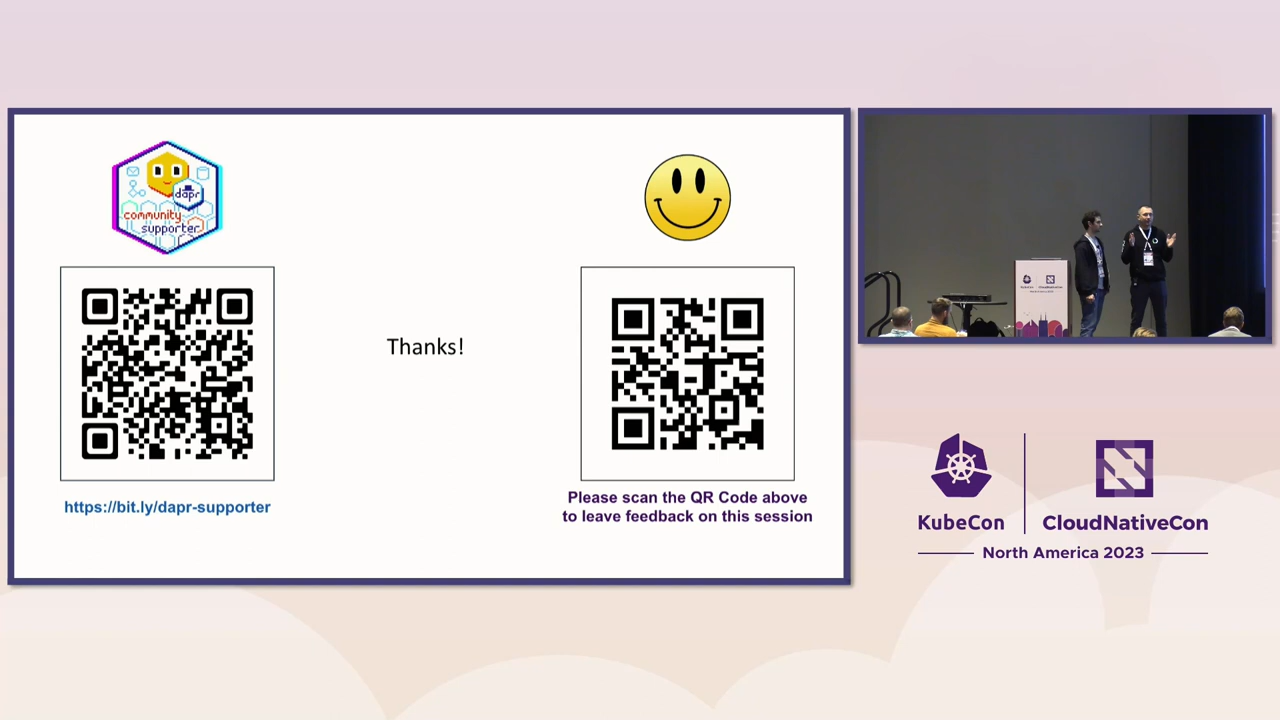 dapr
community
supporter
https://bit.ly/dapr-supporter
Thanks!
Please scan the QR Code above
to leave feedback on this session
KubeCon
CloudNativeCon
North America 2023